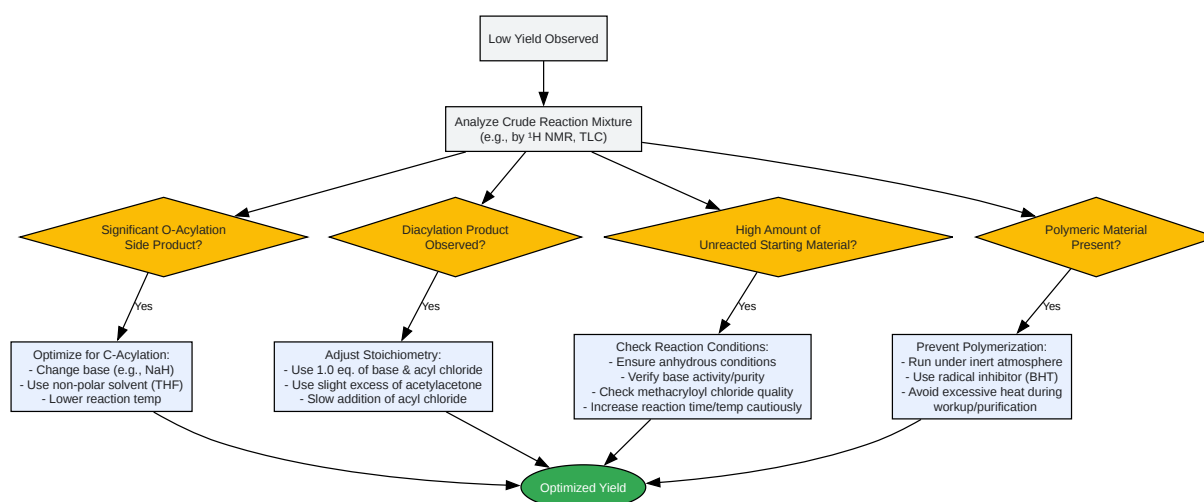 Low Yield Observed
Analyze Crude Reaction Mixture
(e.g., by ¹H NMR, TLC)
Significant O-Acylation
Side Product?
Diacylation Product
Observed?
High Amount of
Unreacted Starting Material?
Polymeric Material
Present?
Yes
Yes
Yes
Yes
Optimize for C-Acylation:
- Change base (e.g., NaH)
- Use non-polar solvent (THF)
- Lower reaction temp
Adjust Stoichiometry:
- Use 1.0 eq. of base & acyl chloride
- Use slight excess of acetylacetone
- Slow addition of acyl chloride
Check Reaction Conditions:
- Ensure anhydrous conditions
- Verify base activity/purity
- Check methacryloyl chloride quality
- Increase reaction time/temp cautiously
Prevent Polymerization:
- Run under inert atmosphere
- Use radical inhibitor (BHT)
- Avoid excessive heat during
workup/purification
Optimized Yield